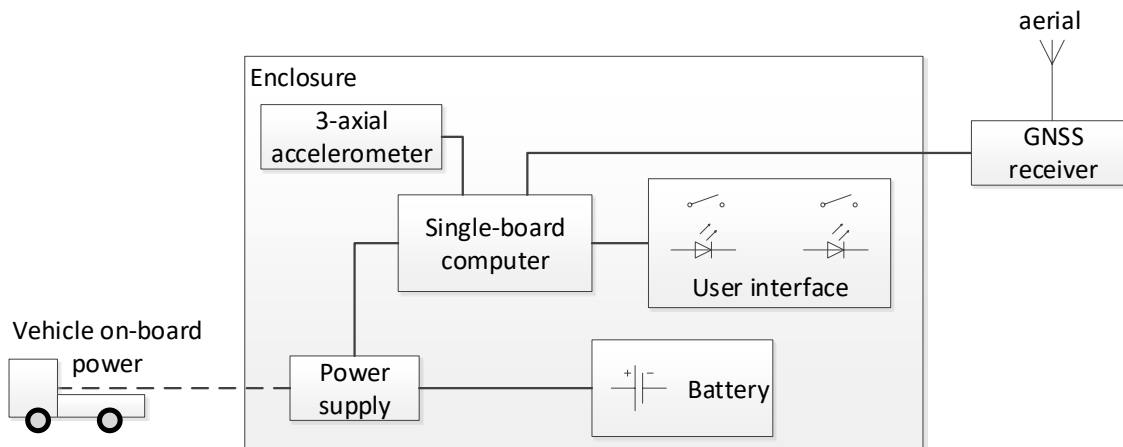 aerial
Enclosure
3-axial
accelerometer
GNSS
receiver
Single-board
computer
User interface
Vehicle on-board
power
Power
supply
+ −
Battery